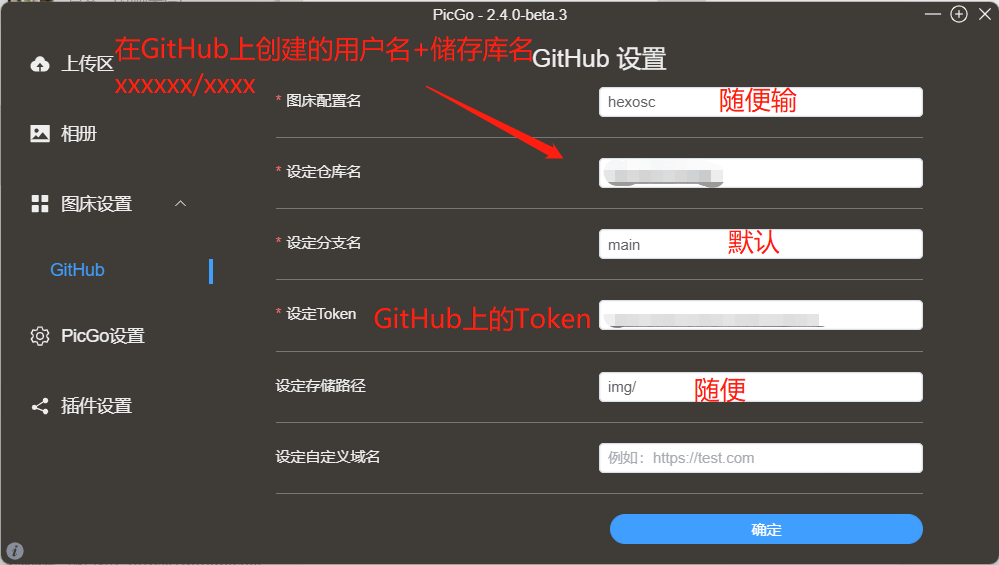 PicGo - 2.4.0-beta.3
在GitHub上创建的用户名+储存库名
xxxxxx/xxxx
GitHub 设置
上传区
相册
图床设置
GitHub
PicGo设置
插件设置
* 图床配置名
hexosc
随便输
* 设定仓库名
* 设定分支名
main
默认
* 设定Token
GitHub上的Token
设定存储路径
img/
随便
设定自定义域名
例如：https://test.com
确定